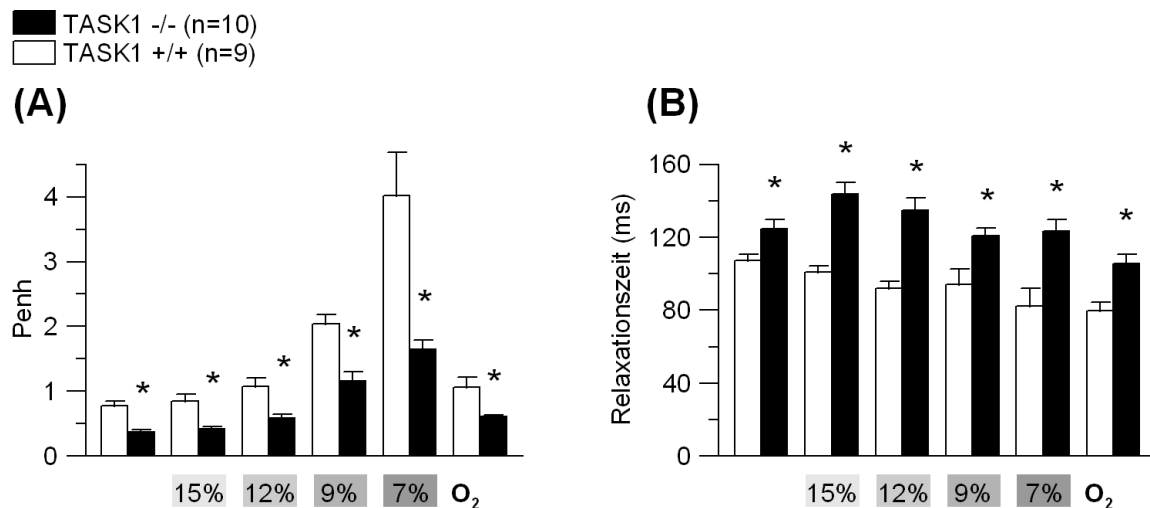 TASK1 -/- (n=10)
TASK1 +/+ (n=9)
(A)
Penh
4
3
2
1
0
* * * * * *
15% 12% 9% 7% O₂
(B)
Relaxationszeit (ms)
160
120
80
40
0
* * * * * *
15% 12% 9% 7% O₂